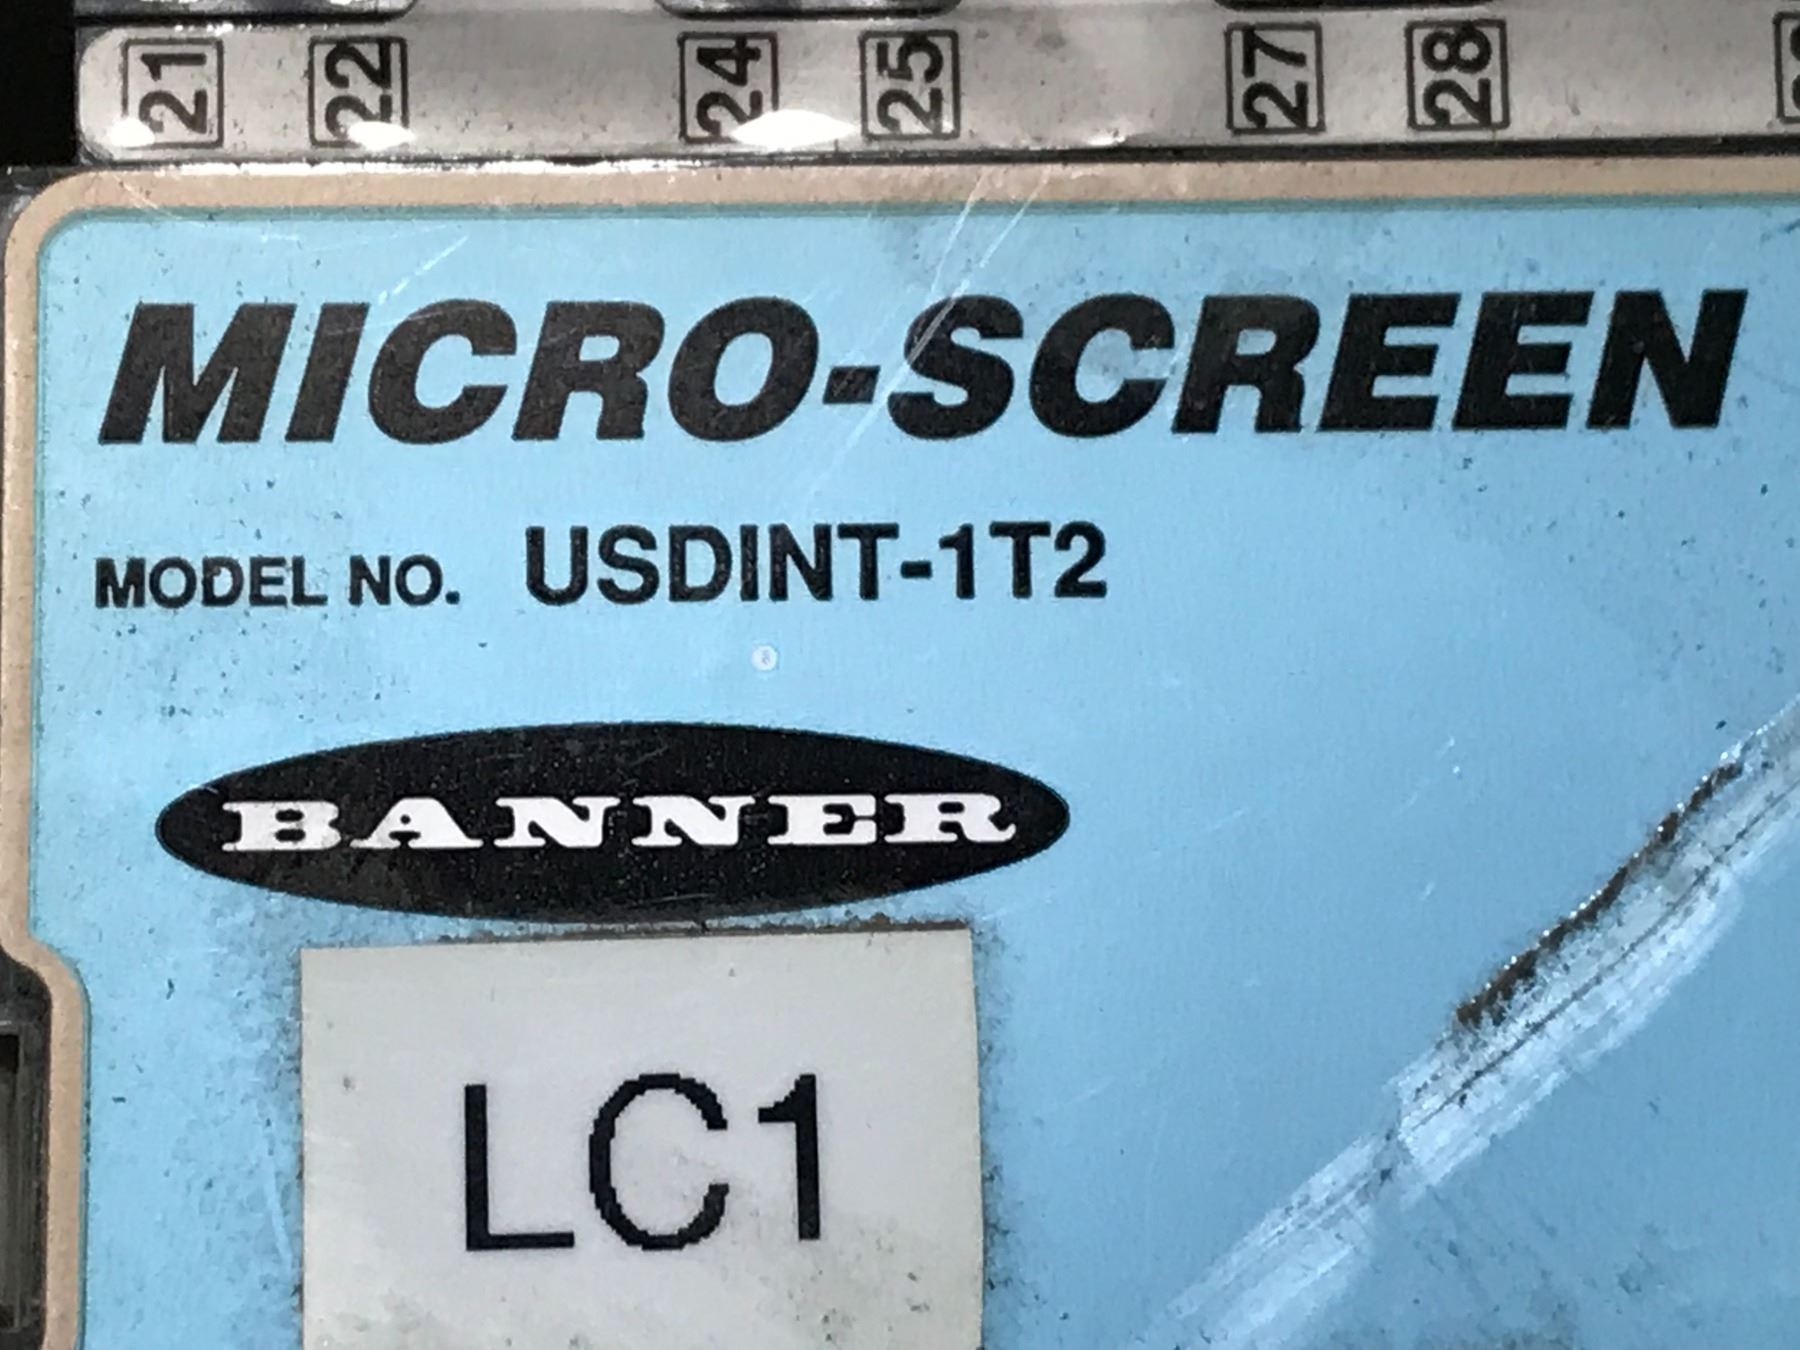 21 22 24 25 27 28
MICRO-SCREEN
MODEL NO. USDINT-1T2
BANNER
LC1